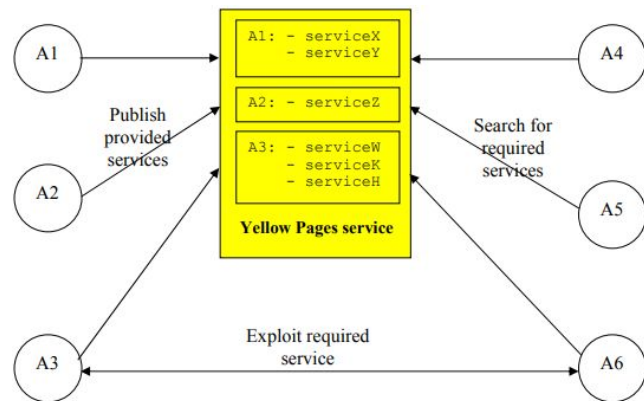 A1
A1: - serviceX
- serviceY
A4
A2: - serviceZ
Publish
provided
services
Search for
required
services
A3: - serviceW
- serviceK
- serviceH
A2
A5
Yellow Pages service
Exploit required
service
A3
A6